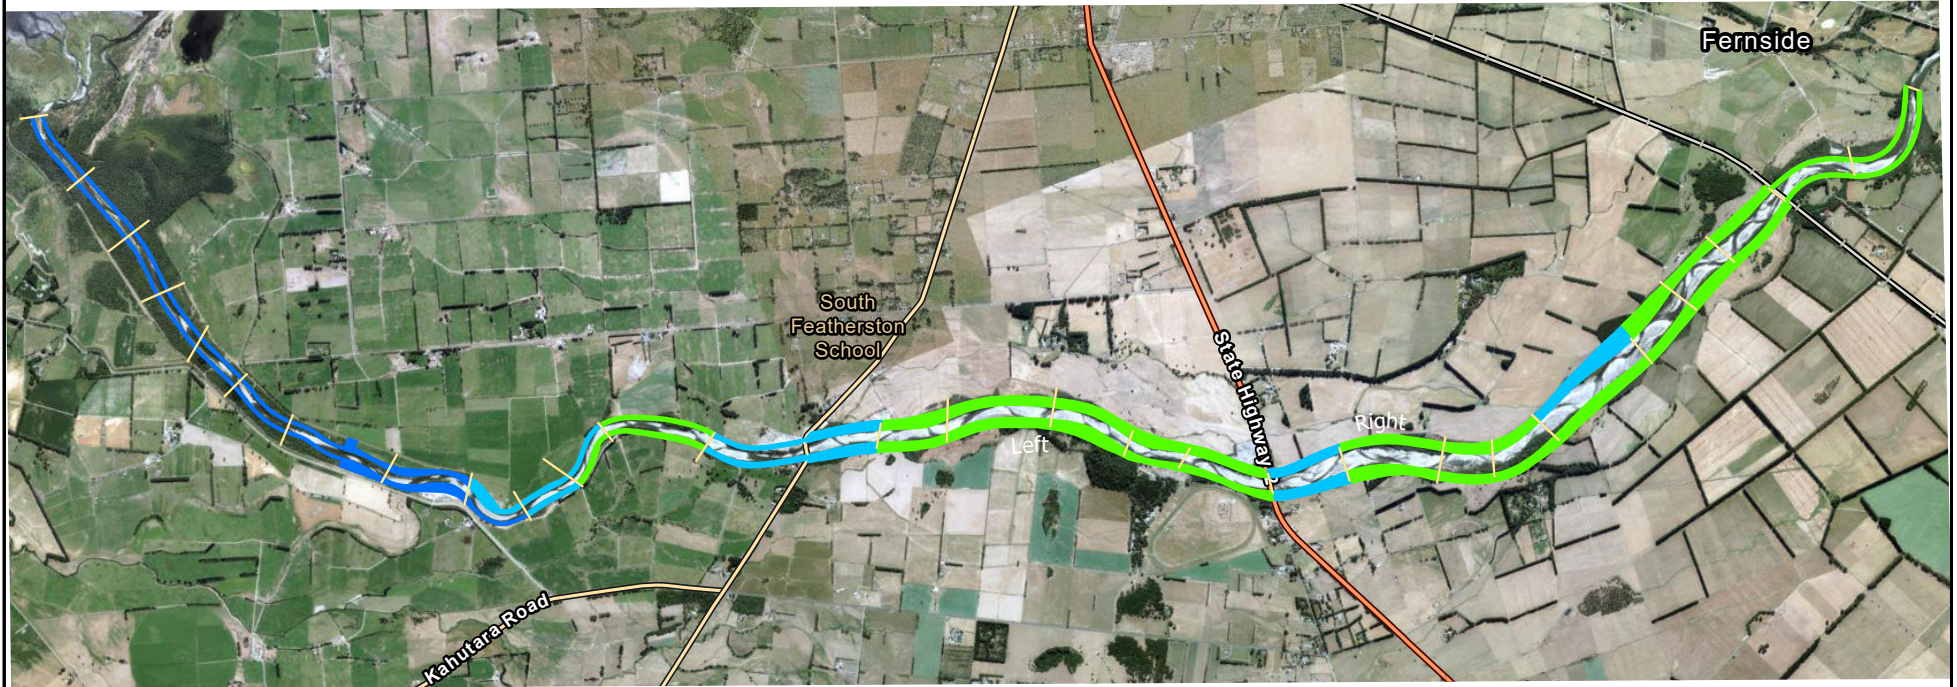 Fernside
South
Featherston
School
State Highway 2
Right
Left
Kahutara Road